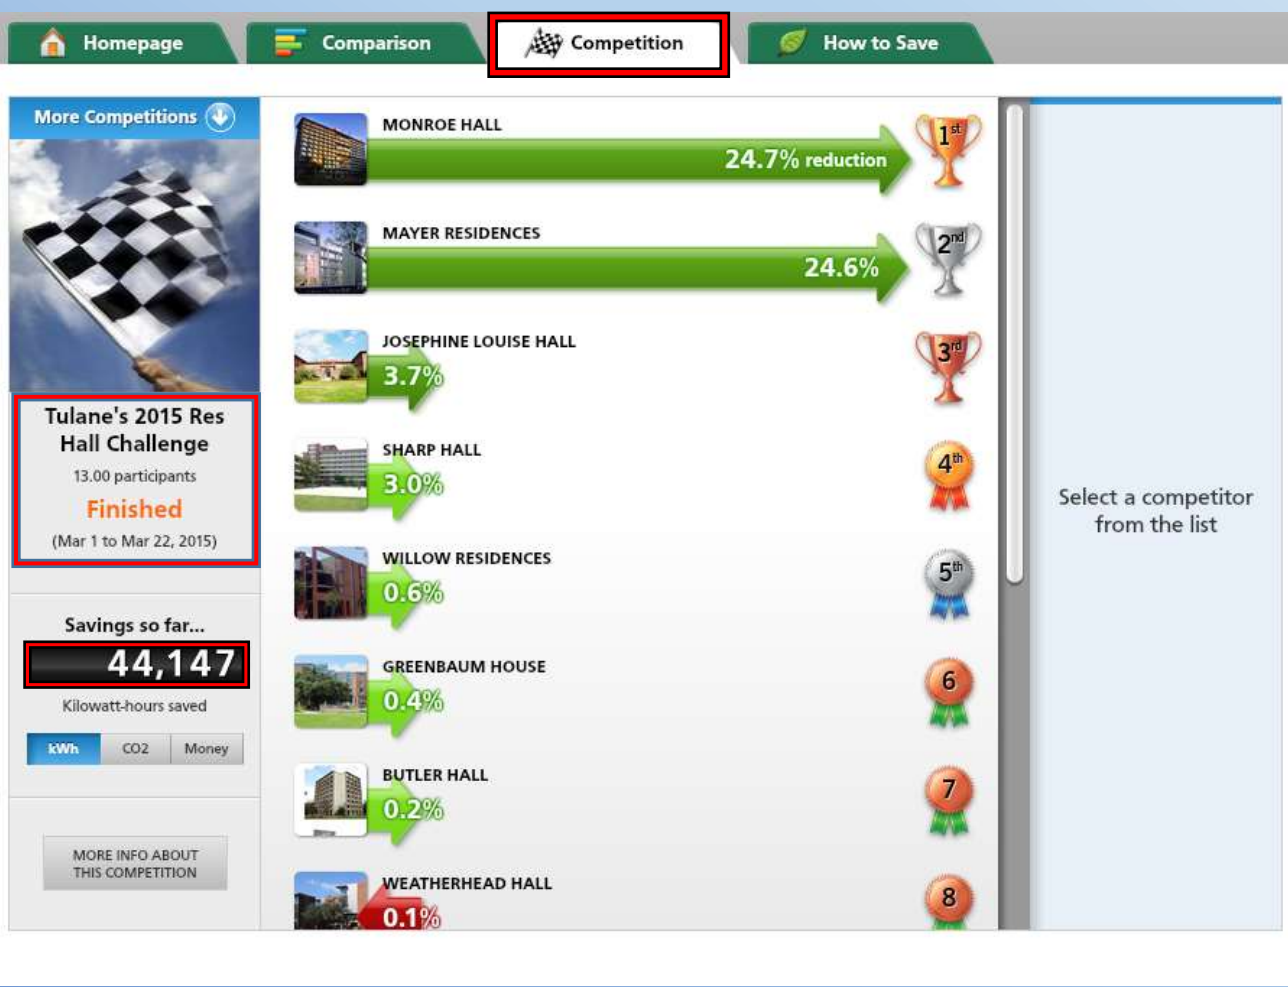 Homepage
Comparison
Competition
How to Save
More Competitions
Tulane's 2015 Res
Hall Challenge
13.00 participants
Finished
(Mar 1 to Mar 22, 2015)
Savings so far...
44,147
Kilowatt-hours saved
kWh
CO2
Money
MORE INFO ABOUT
THIS COMPETITION
MONROE HALL
24.7% reduction
1st
MAYER RESIDENCES
24.6%
2nd
JOSEPHINE LOUISE HALL
3.7%
3rd
SHARP HALL
3.0%
4th
WILLOW RESIDENCES
0.6%
5th
GREENBAUM HOUSE
0.4%
6
BUTLER HALL
0.2%
7
WEATHERHEAD HALL
0.1%
8
Select a competitor
from the list